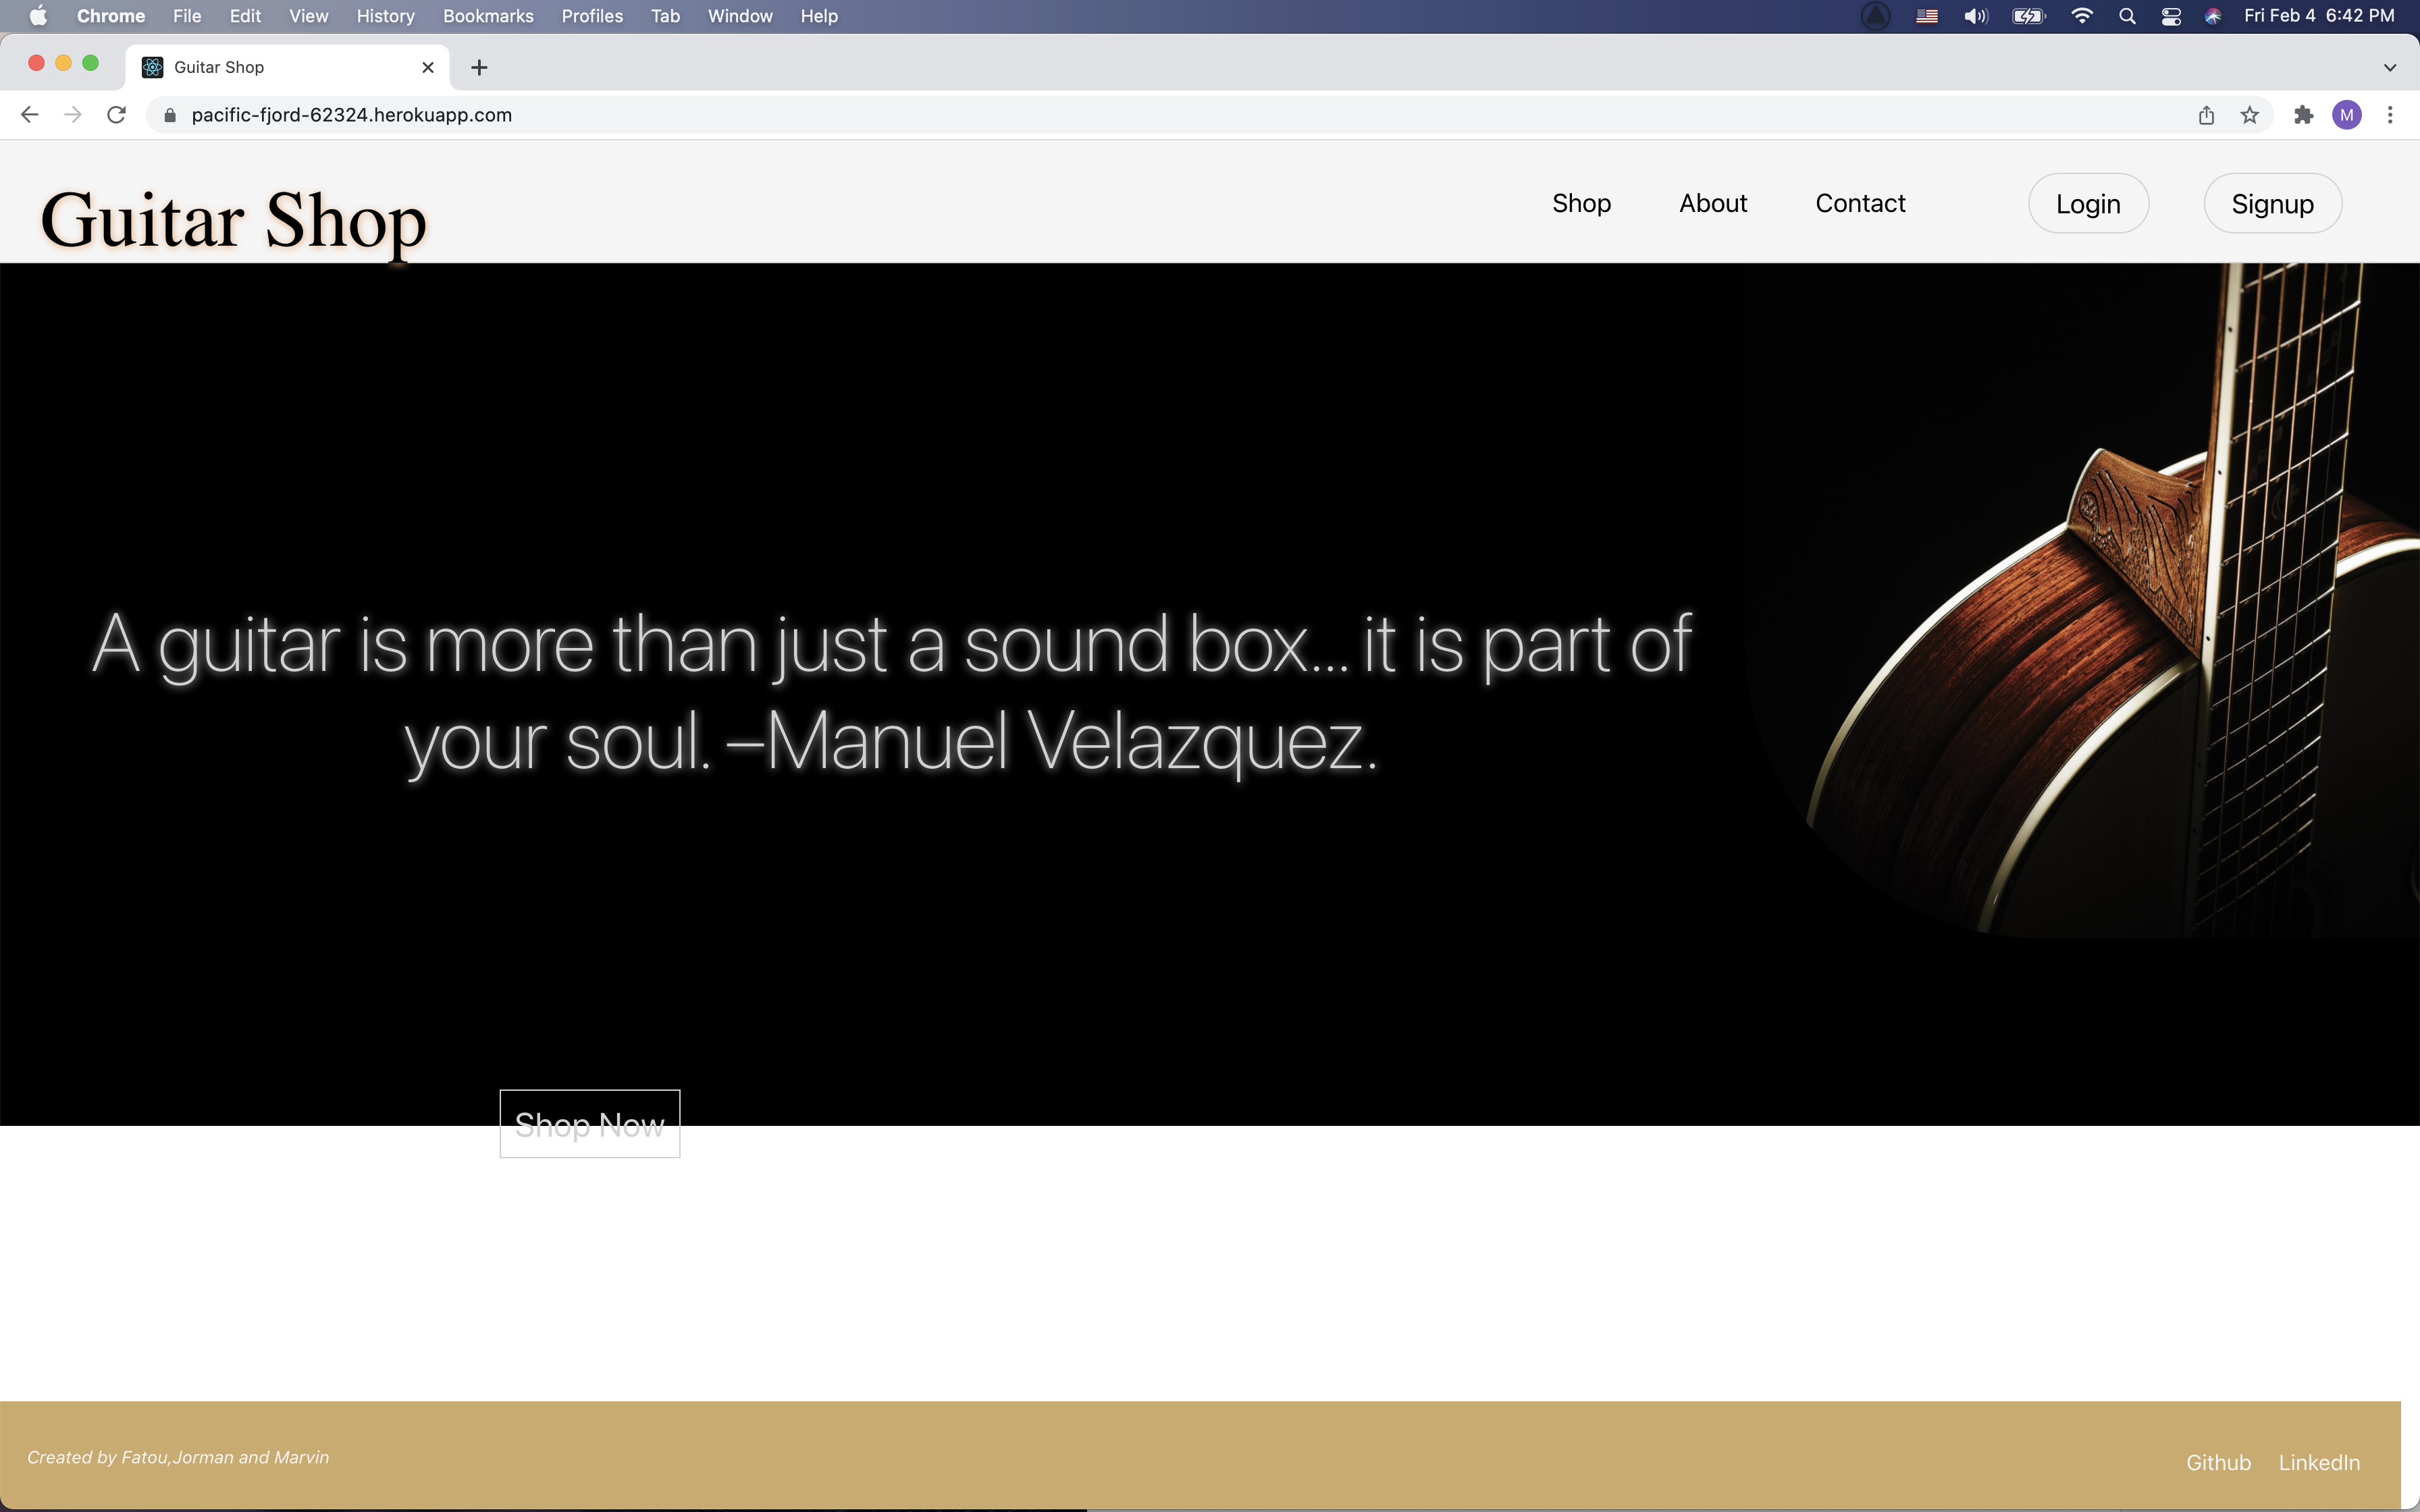 Chrome File Edit View History Bookmarks Profiles Tab Window Help Fri Feb 4 6:42 PM
Guitar Shop
pacific-fjord-62324.herokuapp.com M
Guitar Shop
Shop About Contact Login Signup
A guitar is more than just a sound box... it is part of
your soul. –Manuel Velazquez.
Shop Now
Created by Fatou,Jorman and Marvin
Github LinkedIn